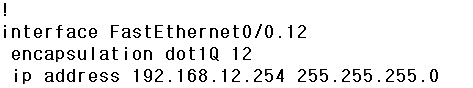 !
interface FastEthernet0/0.12
 encapsulation dot1Q 12
 ip address 192.168.12.254 255.255.255.0